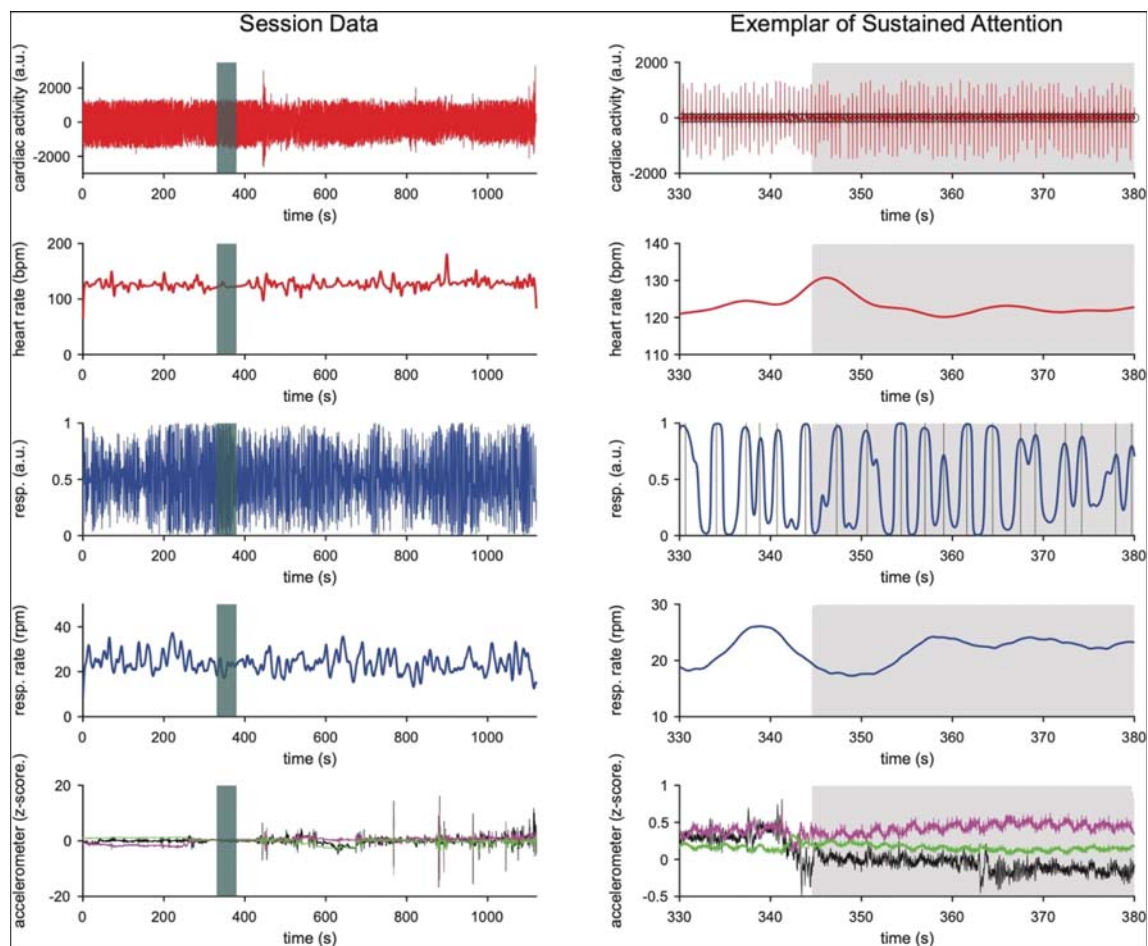 Session Data
Exemplar of Sustained Attention
cardiac activity (a.u.)
2000
0
-2000
0 200 400 600 800 1000
time (s)
cardiac activity (a.u.)
2000
0
-2000
330 340 350 360 370 380
time (s)
heart rate (bpm)
200
100
0
0 200 400 600 800 1000
time (s)
heart rate (bpm)
140
130
120
110
330 340 350 360 370 380
time (s)
resp. (a.u.)
1
0.5
0
0 200 400 600 800 1000
time (s)
resp. (a.u.)
1
0.5
0
330 340 350 360 370 380
time (s)
resp. rate (rpm)
40
20
0
0 200 400 600 800 1000
time (s)
resp. rate (rpm)
30
20
10
330 340 350 360 370 380
time (s)
accelerometer (z-score.)
20
0
-20
0 200 400 600 800 1000
time (s)
accelerometer (z-score.)
1
0.5
0
-0.5
330 340 350 360 370 380
time (s)